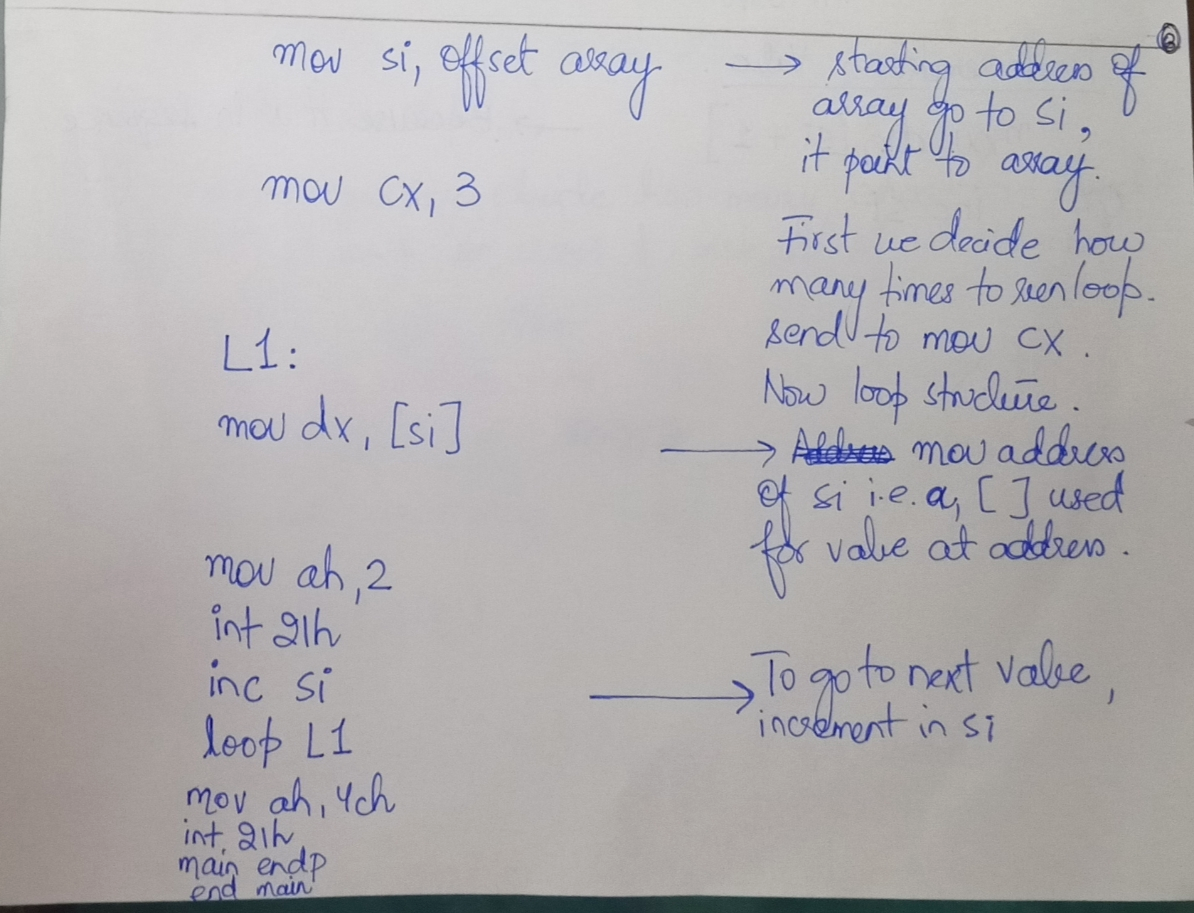 2
mov si, offset array → starting address of
array go to si,
it point to array.
mov cx, 3
First we decide how
many times to run loop.
send to mov cx.
L1:
Now loop structure.
mov dx, [si]
→ Address mov address
of si i.e. a, [ ] used
for value at address.
mov ah, 2
int 21h
inc si → To go to next value,
increment in si
loop L1
mov ah, 4ch
int 21h
main endp
end main